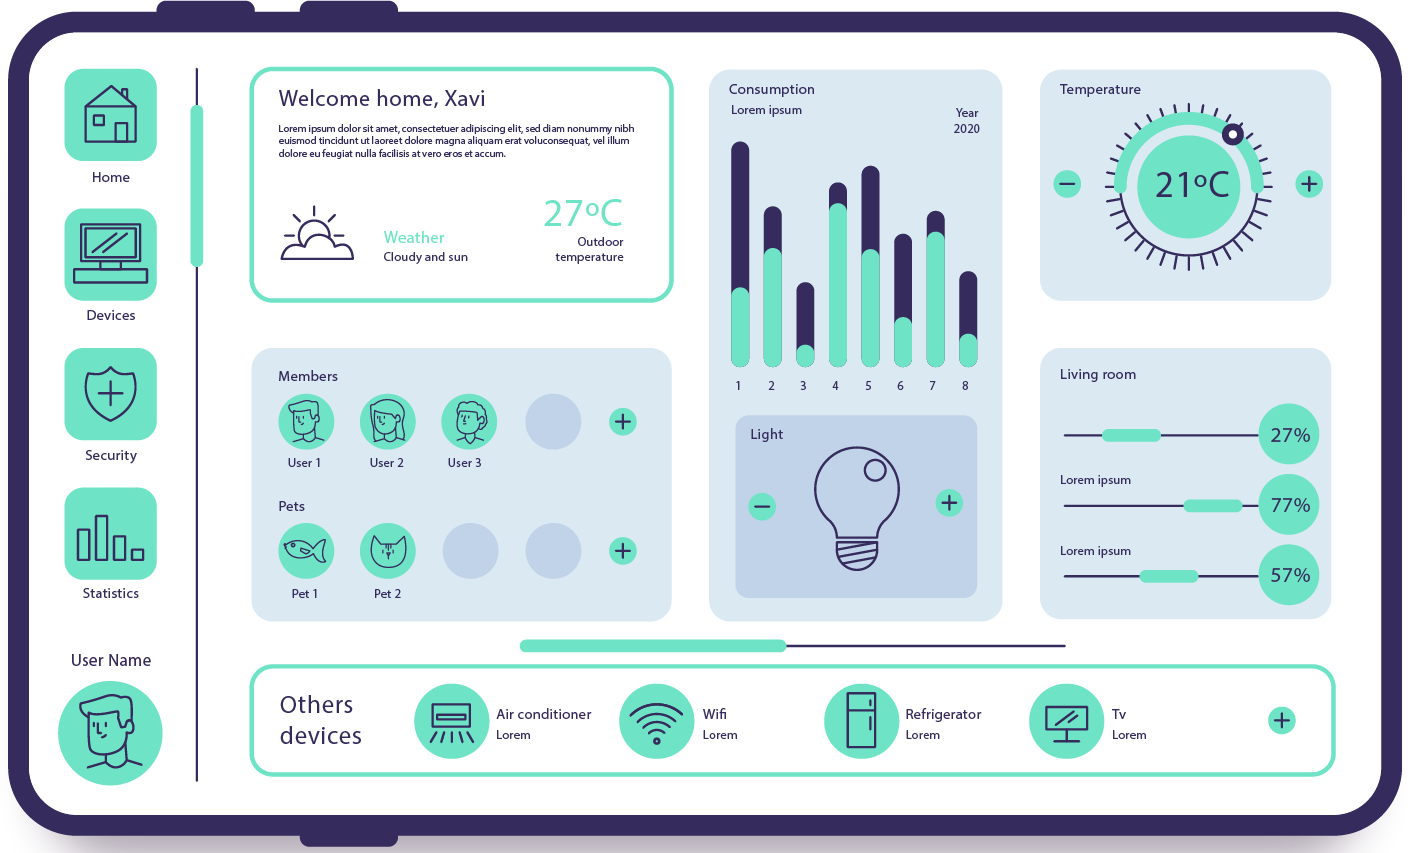 Home
Devices
Security
Statistics
User Name
Welcome home, Xavi
Lorem ipsum dolor sit amet, consectetuer adipiscing elit, sed diam nonummy nibh
euismod tincidunt ut laoreet dolore magna aliquam erat voluconsequat, vel illum
dolore eu feugiat nulla facilisis at vero eros et accum.
Weather
Cloudy and sun
27ºC
Outdoor
temperature
Members
User 1
User 2
User 3
Pets
Pet 1
Pet 2
Consumption
Lorem ipsum
Year
2020
1 2 3 4 5 6 7 8
Light
Temperature
21ºC
Living room
27%
Lorem ipsum
77%
Lorem ipsum
57%
Others
devices
Air conditioner
Lorem
Wifi
Lorem
Refrigerator
Lorem
Tv
Lorem